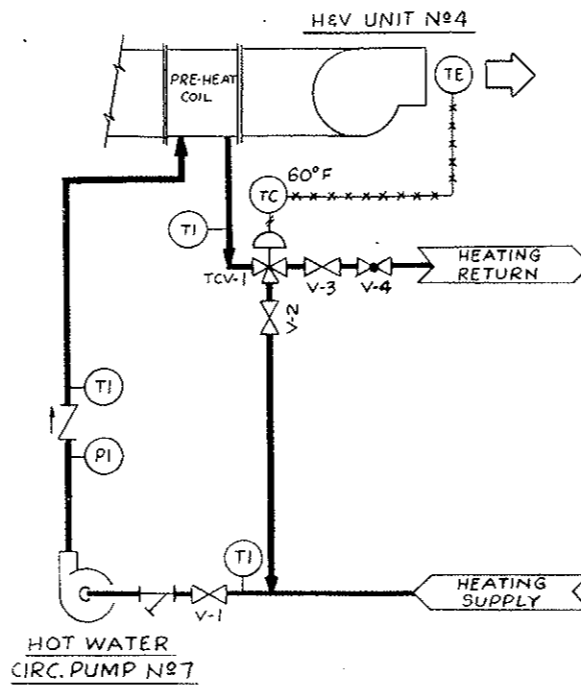 H&V UNIT Nº4
PRE-HEAT
COIL
TE
60°F
TC
TI
TCV-1
V-3
V-4
HEATING
RETURN
V-2
TI
PI
TI
V-1
HEATING
SUPPLY
HOT WATER
CIRC. PUMP Nº7